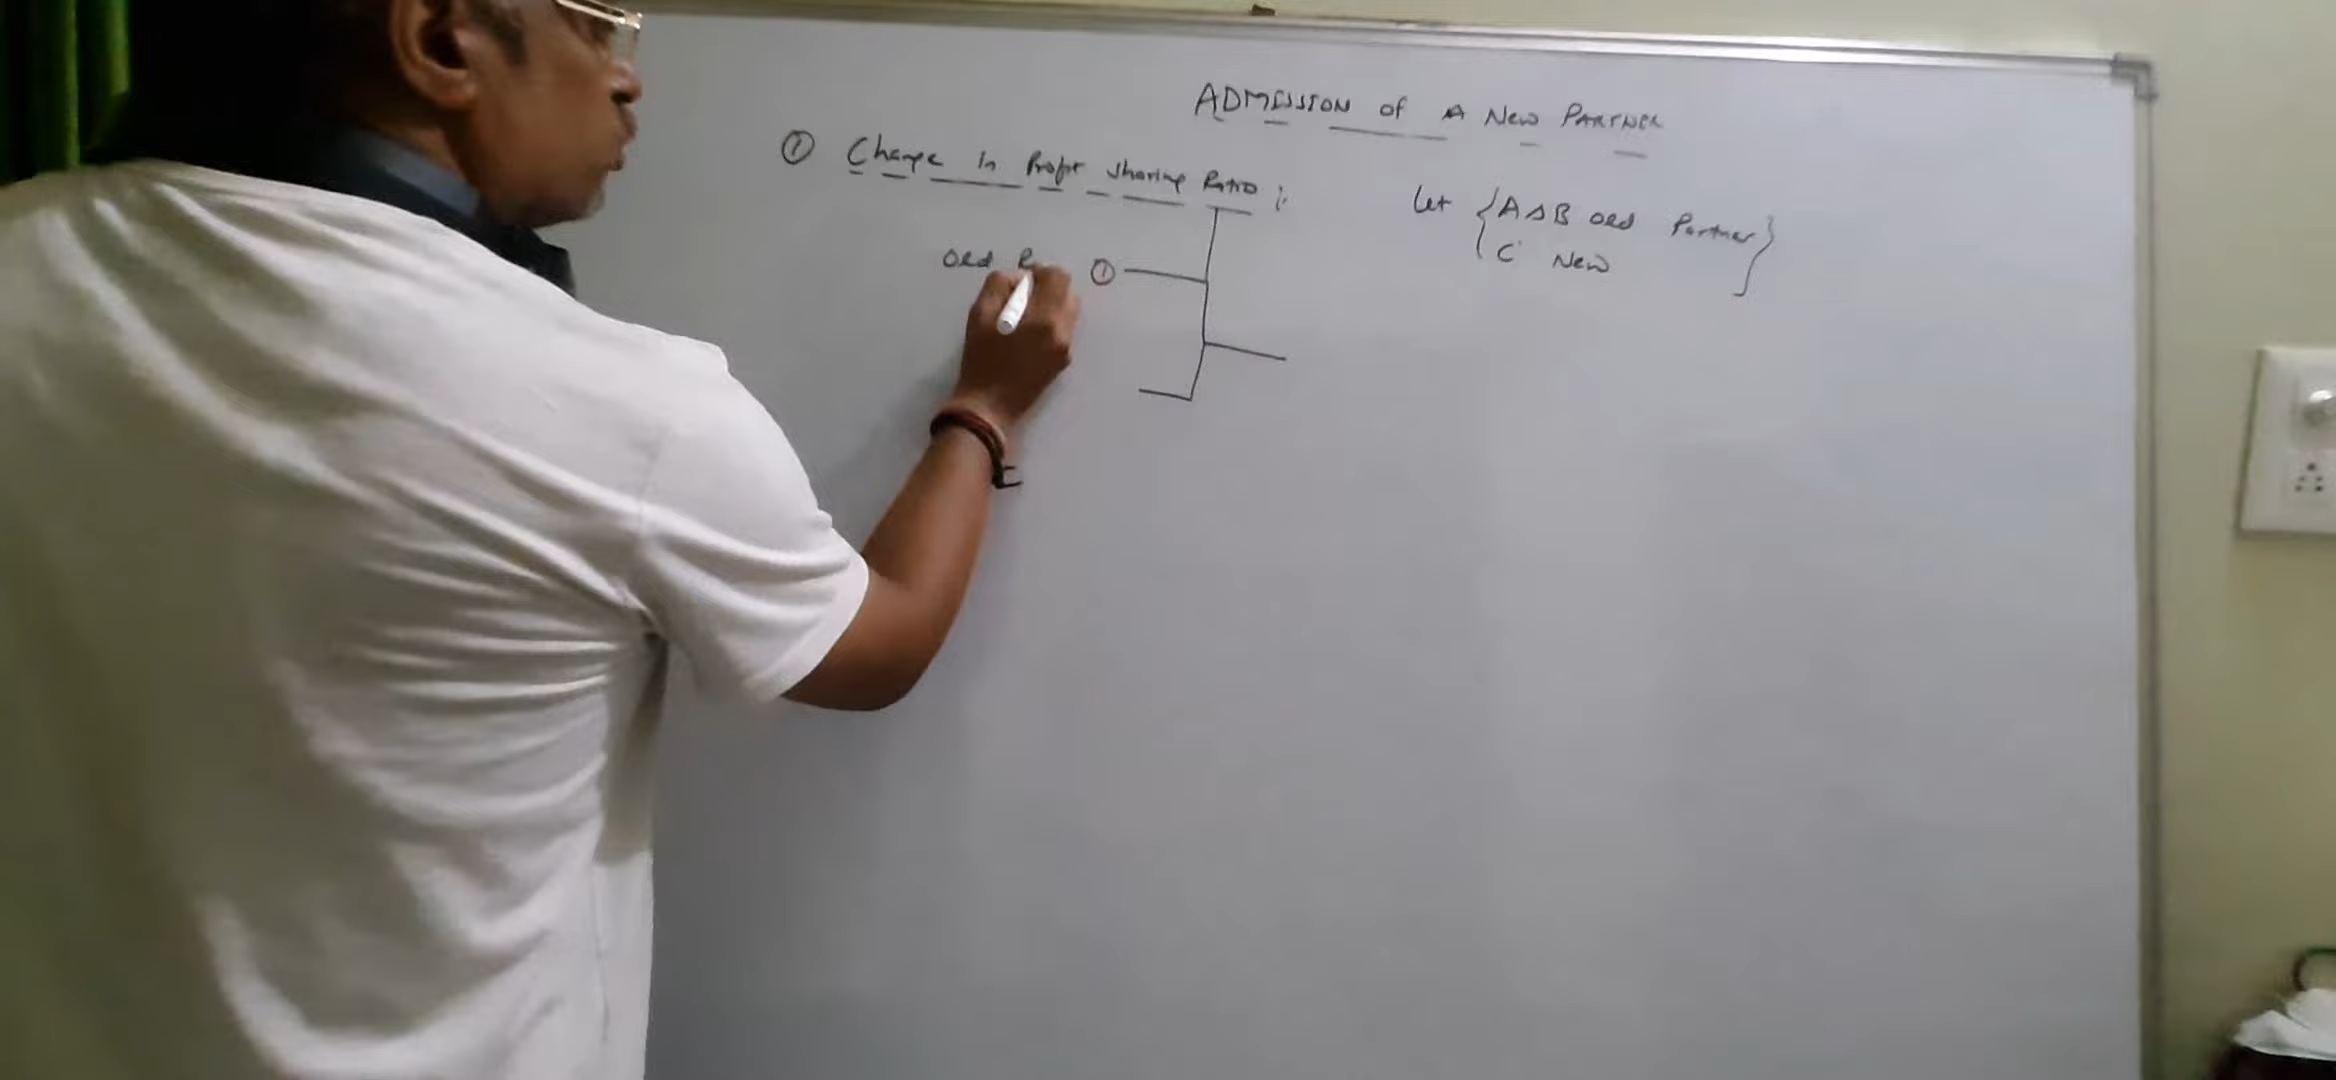 ADMISSION of A New PARTNER
① Change in Profit Sharing Ratio :
Let { A & B old Partner }
C New
old R
①